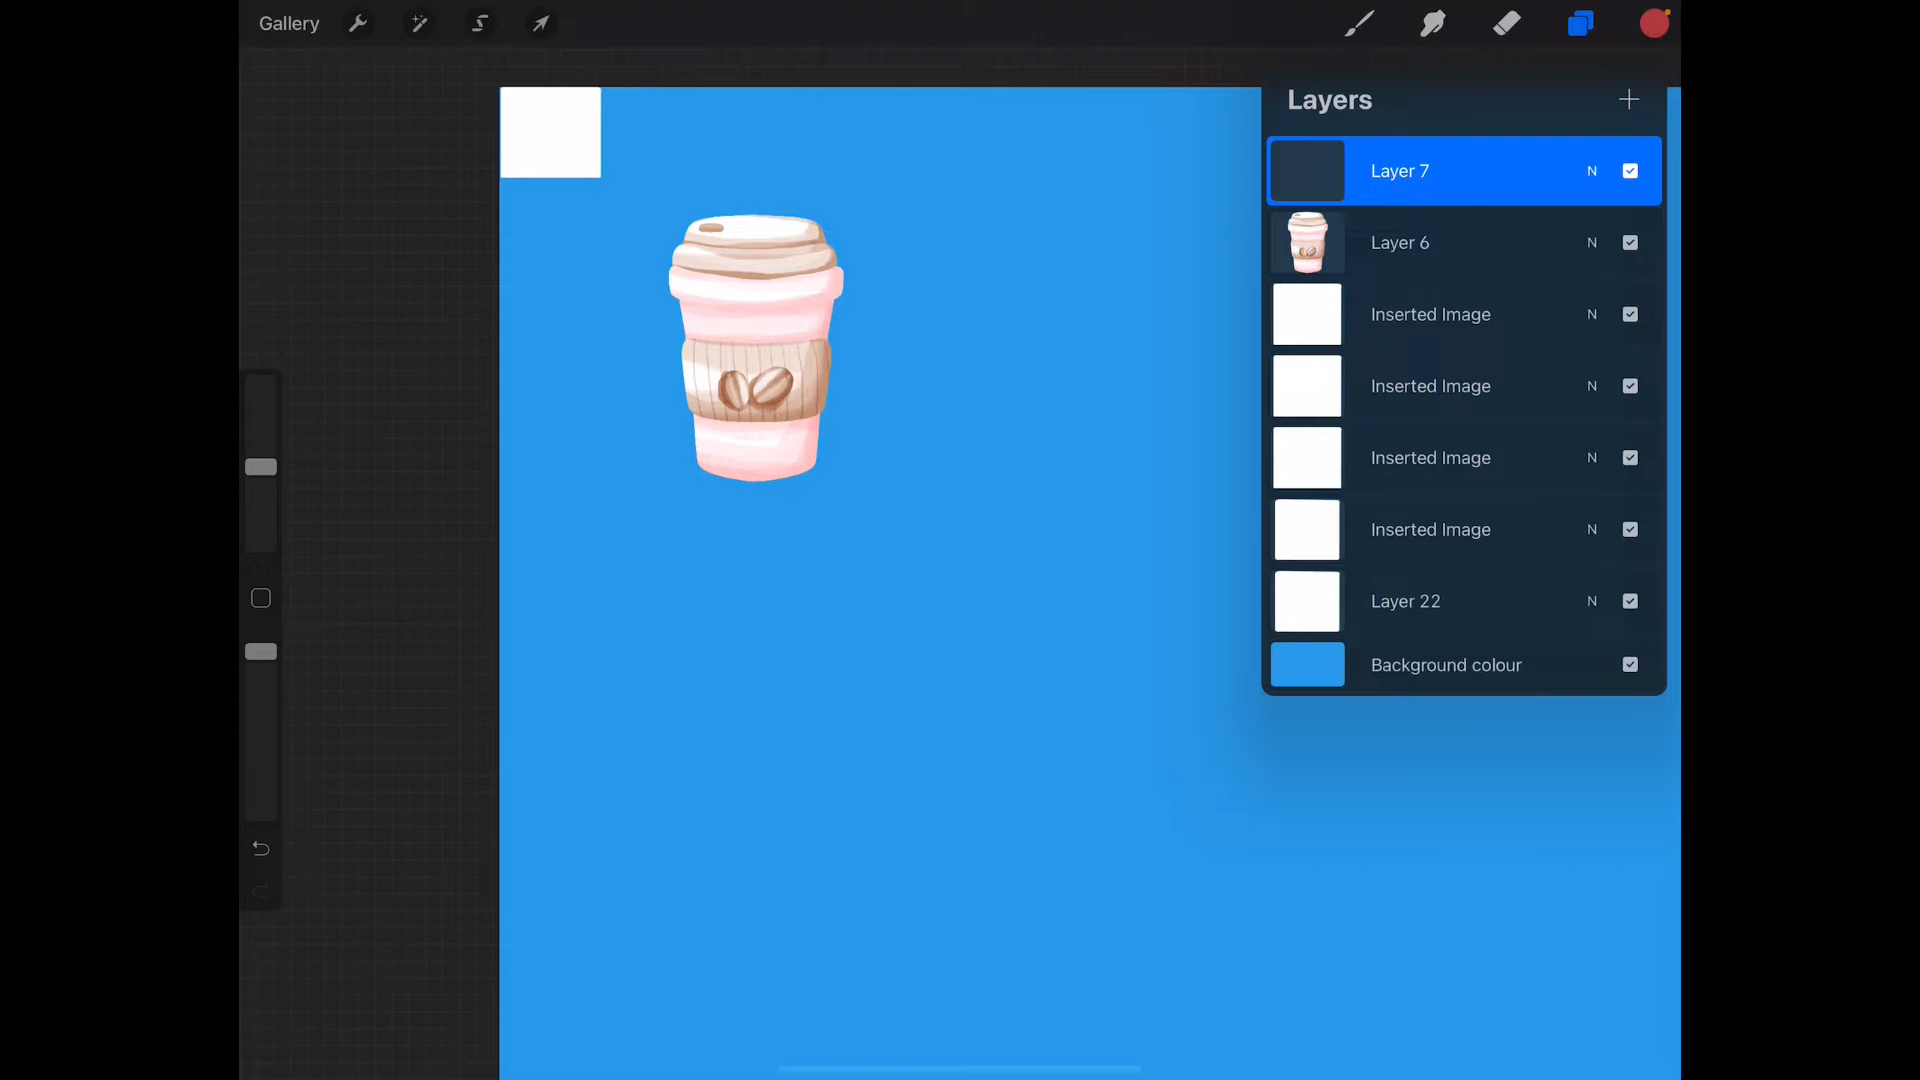 Gallery
Layers
Layer 7 N
Layer 6 N
Inserted Image N
Inserted Image N
Inserted Image N
Inserted Image N
Layer 22 N
Background colour